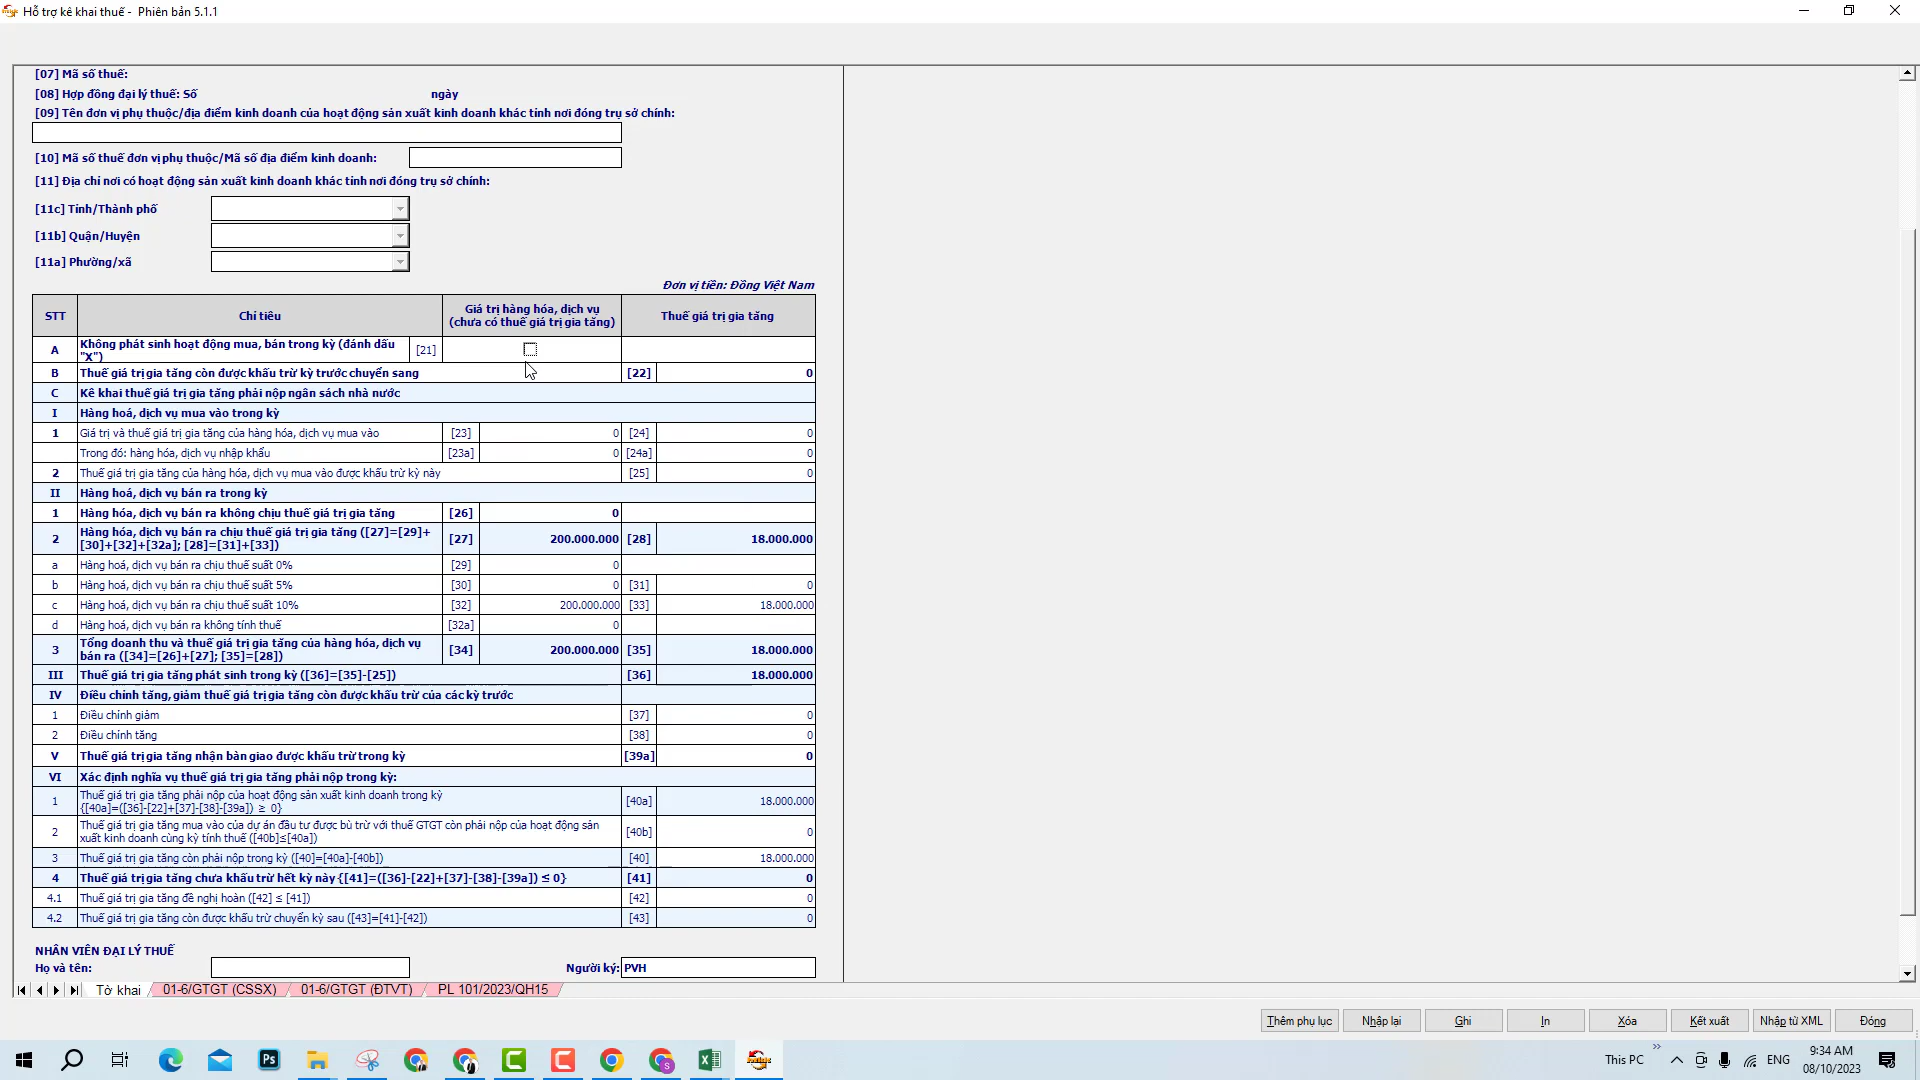 Hỗ trợ kê khai thuế - Phiên bản 5.1.1
[07] Mã số thuế:
[08] Hợp đồng đại lý thuế: Số ngày
[09] Tên đơn vị phụ thuộc/địa điểm kinh doanh của hoạt động sản xuất kinh doanh khác tỉnh nơi đóng trụ sở chính:
[10] Mã số thuế đơn vị phụ thuộc/Mã số địa điểm kinh doanh:
[11] Địa chỉ nơi có hoạt động sản xuất kinh doanh khác tỉnh nơi đóng trụ sở chính:
[11c] Tỉnh/Thành phố
[11b] Quận/Huyện
[11a] Phường/xã
Đơn vị tiền: Đồng Việt Nam
STT Chỉ tiêu Giá trị hàng hóa, dịch vụ (chưa có thuế giá trị gia tăng) Thuế giá trị gia tăng
A Không phát sinh hoạt động mua, bán trong kỳ (đánh dấu "X") [21]
B Thuế giá trị gia tăng còn được khấu trừ kỳ trước chuyển sang [22] 0
C Kê khai thuế giá trị gia tăng phải nộp ngân sách nhà nước
I Hàng hoá, dịch vụ mua vào trong kỳ
1 Giá trị và thuế giá trị gia tăng của hàng hóa, dịch vụ mua vào [23] 0 [24] 0
Trong đó: hàng hóa, dịch vụ nhập khẩu [23a] 0 [24a] 0
2 Thuế giá trị gia tăng của hàng hóa, dịch vụ mua vào được khấu trừ kỳ này [25] 0
II Hàng hoá, dịch vụ bán ra trong kỳ
1 Hàng hóa, dịch vụ bán ra không chịu thuế giá trị gia tăng [26] 0
2 Hàng hóa, dịch vụ bán ra chịu thuế giá trị gia tăng ([27]=[29]+ [27] 200.000.000 [28] 18.000.000
[30]+[32]+[32a]; [28]=[31]+[33])
a Hàng hoá, dịch vụ bán ra chịu thuế suất 0% [29] 0
b Hàng hoá, dịch vụ bán ra chịu thuế suất 5% [30] 0 [31] 0
c Hàng hoá, dịch vụ bán ra chịu thuế suất 10% [32] 200.000.000 [33] 18.000.000
d Hàng hoá, dịch vụ bán ra không tính thuế [32a] 0
3 Tổng doanh thu và thuế giá trị gia tăng của hàng hóa, dịch vụ [34] 200.000.000 [35] 18.000.000
bán ra ([34]=[26]+[27]; [35]=[28])
III Thuế giá trị gia tăng phát sinh trong kỳ ([36]=[35]-[25]) [36] 18.000.000
IV Điều chỉnh tăng, giảm thuế giá trị gia tăng còn được khấu trừ của các kỳ trước
1 Điều chỉnh giảm [37] 0
2 Điều chỉnh tăng [38] 0
V Thuế giá trị gia tăng nhận bàn giao được khấu trừ trong kỳ [39a] 0
VI Xác định nghĩa vụ thuế giá trị gia tăng phải nộp trong kỳ:
1 Thuế giá trị gia tăng phải nộp của hoạt động sản xuất kinh doanh trong kỳ [40a] 18.000.000
{[40a]=([36]-[22]+[37]-[38]-[39a]) ≥ 0}
2 Thuế giá trị gia tăng mua vào của dự án đầu tư được bù trừ với thuế GTGT còn phải nộp của hoạt động sản [40b] 0
xuất kinh doanh cùng kỳ tính thuế ([40b]≤[40a])
3 Thuế giá trị gia tăng còn phải nộp trong kỳ ([40]=[40a]-[40b]) [40] 18.000.000
4 Thuế giá trị gia tăng chưa khấu trừ hết kỳ này {[41]=([36]-[22]+[37]-[38]-[39a]) ≤ 0} [41] 0
4.1 Thuế giá trị gia tăng đề nghị hoàn ([42] ≤ [41]) [42] 0
4.2 Thuế giá trị gia tăng còn được khấu trừ chuyển kỳ sau ([43]=[41]-[42]) [43] 0
NHÂN VIÊN ĐẠI LÝ THUẾ
Họ và tên: Người ký: PVH
Tờ khai 01-6/GTGT (CSSX) 01-6/GTGT (ĐTVT) PL 101/2023/QH15
Thêm phụ lục Nhập lại Ghi In Xóa Kết xuất Nhập từ XML Đóng
This PC ENG 9:34 AM
08/10/2023